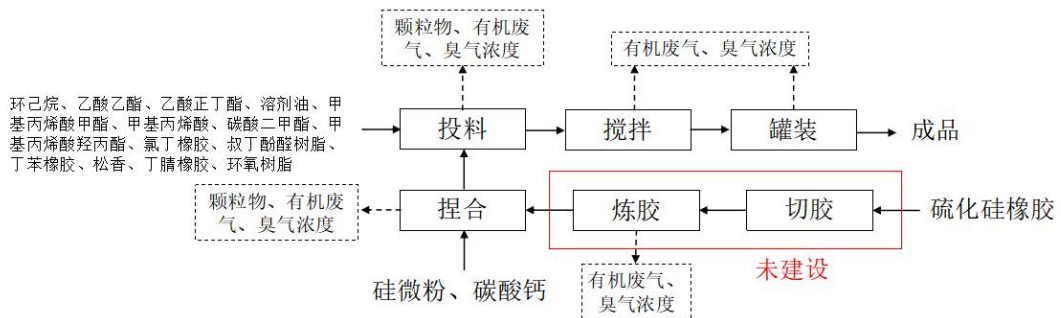 颗粒物、有机废
气、臭气浓度
有机废气、臭气浓度
环己烷、乙酸乙酯、乙酸正丁酯、溶剂油、甲
基丙烯酸甲酯、甲基丙烯酸、碳酸二甲酯、甲
基丙烯酸羟丙酯、氯丁橡胶、叔丁酚醛树脂、
丁苯橡胶、松香、丁腈橡胶、环氧树脂
投料
搅拌
罐装
成品
颗粒物、有机废
气、臭气浓度
捏合
炼胶
切胶
硫化硅橡胶
未建设
硅微粉、碳酸钙
有机废气、
臭气浓度